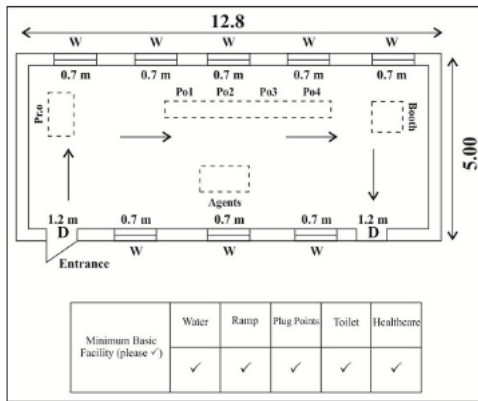 12.8
W W W W W
0.7 m 0.7 m 0.7 m 0.7 m 0.7 m
Po1 Po2 Po3 Po4
Pr.o
Booth
5.00
Agents
1.2 m 0.7 m 0.7 m 0.7 m 1.2 m
D D
W W W
Entrance
Water Ramp Plug Points Toilet Healthcare
Minimum Basic
Facility (please ✓) ✓ ✓ ✓ ✓ ✓